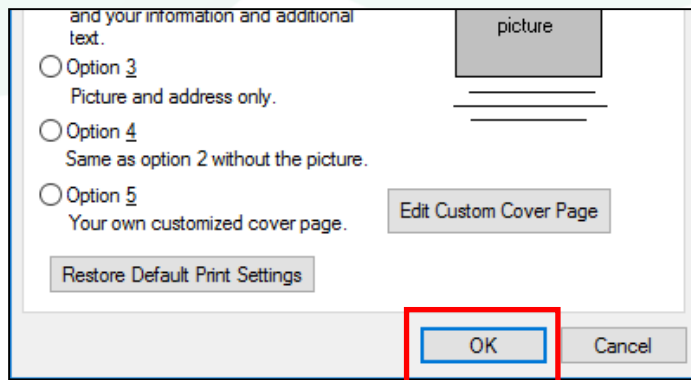 and your information and additional
text.
picture
Option 3
Picture and address only.
Option 4
Same as option 2 without the picture.
Option 5
Your own customized cover page.
Edit Custom Cover Page
Restore Default Print Settings
OK
Cancel